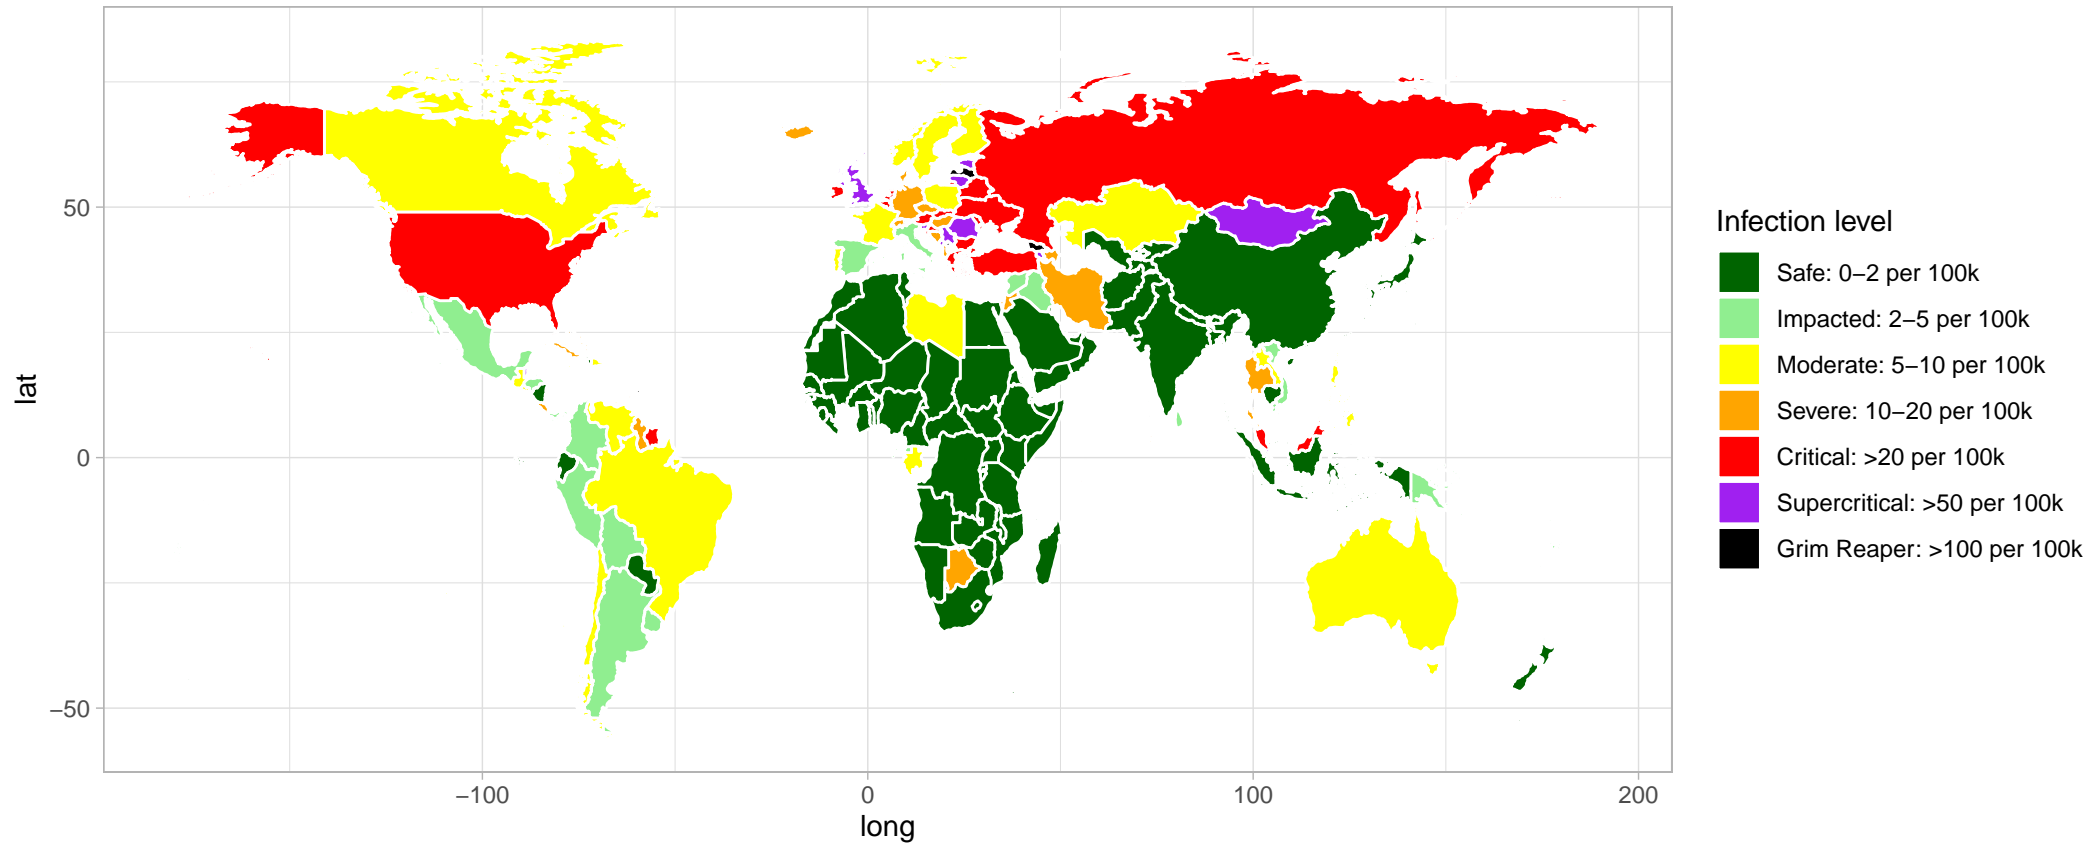 50
0
−50
lat
−100
0
100
200
long
Infection level
Safe: 0−2 per 100k
Impacted: 2−5 per 100k
Moderate: 5−10 per 100k
Severe: 10−20 per 100k
Critical: >20 per 100k
Supercritical: >50 per 100k
Grim Reaper: >100 per 100k